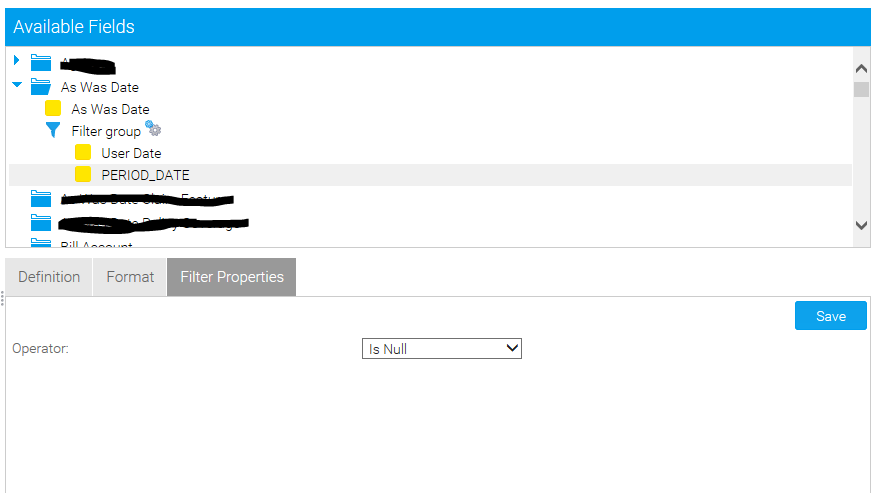 Available Fields
As Was Date
As Was Date
Filter group
User Date
PERIOD_DATE
Bill Account
Definition Format Filter Properties
Save
Operator: Is Null